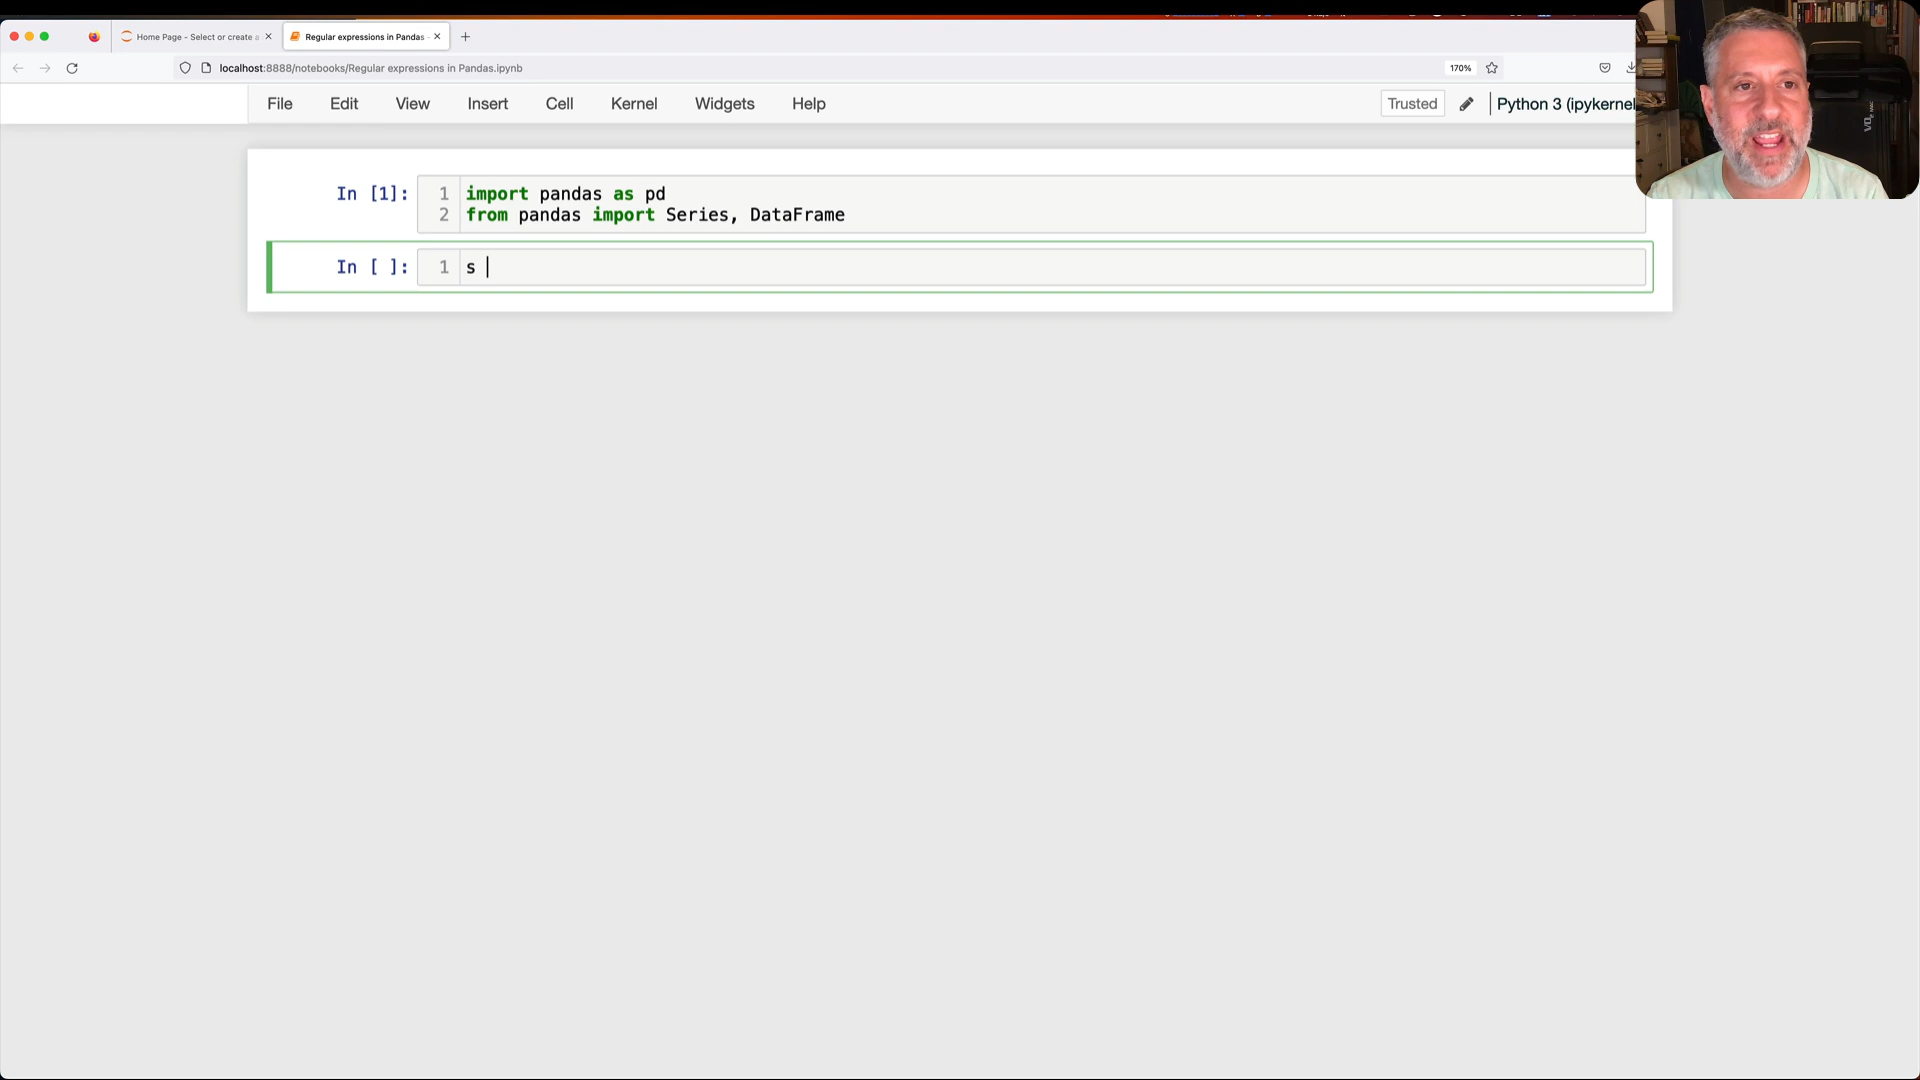 Home Page - Select or create a
Regular expressions in Pandas -
localhost:8888/notebooks/Regular expressions in Pandas.ipynb
170%
File Edit View Insert Cell Kernel Widgets Help
Trusted
Python 3 (ipykernel
In [1]:
1 import pandas as pd
2 from pandas import Series, DataFrame
In [ ]:
1 s